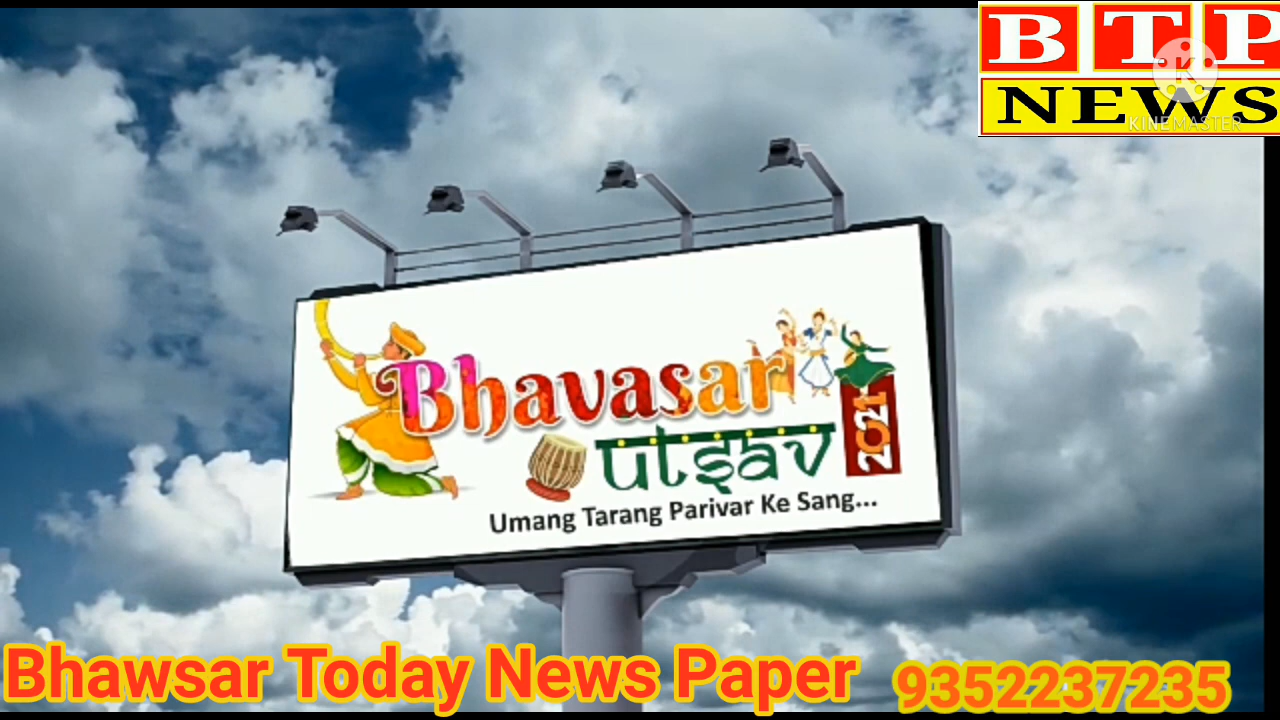 BTP
NEWS
KINEMASTER
Bhavasar
utsav
2021
Umang Tarang Parivar Ke Sang...
Bhawsar Today News Paper 9352237235